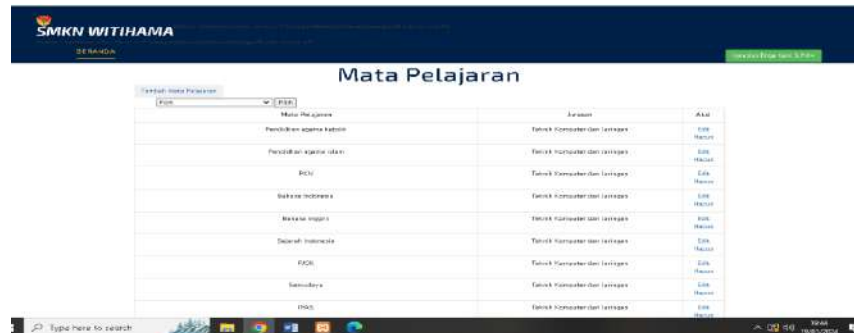 SMKN WITIHAMA
BERANDA
Mata Pelajaran
Tambah Mata Pelajaran
Pilih Pilih
Mata Pelajaran Jurusan Aksi
Pendidikan agama katolik Teknik Komputer dan Jaringan Edit
Hapus
Pendidikan agama islam Teknik Komputer dan Jaringan Edit
Hapus
PKN Teknik Komputer dan Jaringan Edit
Hapus
Bahasa Indonesia Teknik Komputer dan Jaringan Edit
Hapus
Bahasa Inggris Teknik Komputer dan Jaringan Edit
Hapus
Sejarah Indonesia Teknik Komputer dan Jaringan Edit
Hapus
PJOK Teknik Komputer dan Jaringan Edit
Hapus
Teknik Komputer dan Jaringan Edit
Hapus
IPAS Teknik Komputer dan Jaringan Edit
Hapus
Type here to search